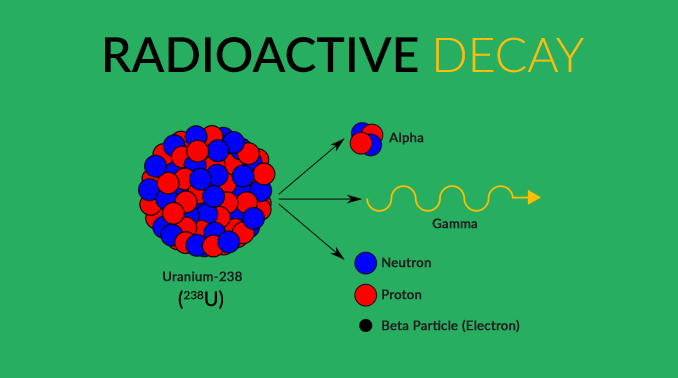 RADIOACTIVE DECAY
Alpha
Gamma
Neutron
Uranium-238
Proton
(²³⁸U)
Beta Particle (Electron)